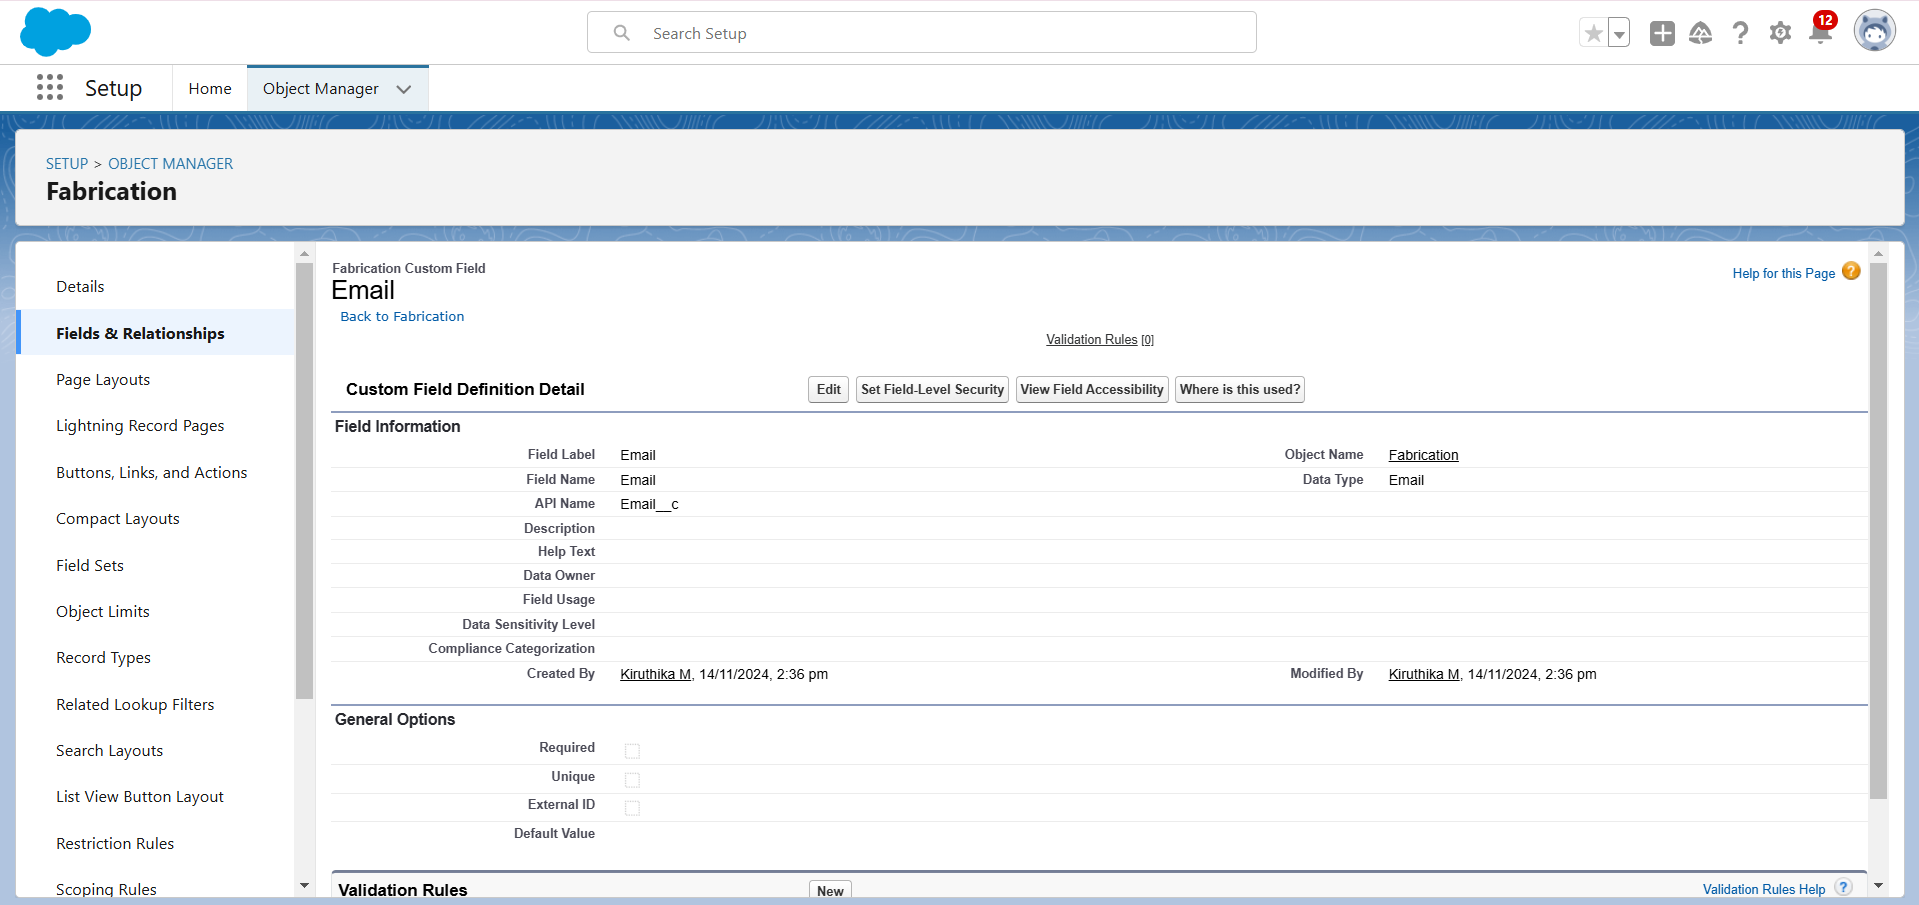 Search Setup
12
Setup
Home
Object Manager
SETUP > OBJECT MANAGER
Fabrication
Details
Fields & Relationships
Page Layouts
Lightning Record Pages
Buttons, Links, and Actions
Compact Layouts
Field Sets
Object Limits
Record Types
Related Lookup Filters
Search Layouts
List View Button Layout
Restriction Rules
Scoping Rules
Fabrication Custom Field
Email
Back to Fabrication
Help for this Page ?
Validation Rules [0]
Custom Field Definition Detail
Edit
Set Field-Level Security
View Field Accessibility
Where is this used?
Field Information
Field Label Email Object Name Fabrication
Field Name Email Data Type Email
API Name Email__c
Description
Help Text
Data Owner
Field Usage
Data Sensitivity Level
Compliance Categorization
Created By Kiruthika M, 14/11/2024, 2:36 pm Modified By Kiruthika M, 14/11/2024, 2:36 pm
General Options
Required
Unique
External ID
Default Value
Validation Rules New Validation Rules Help ?